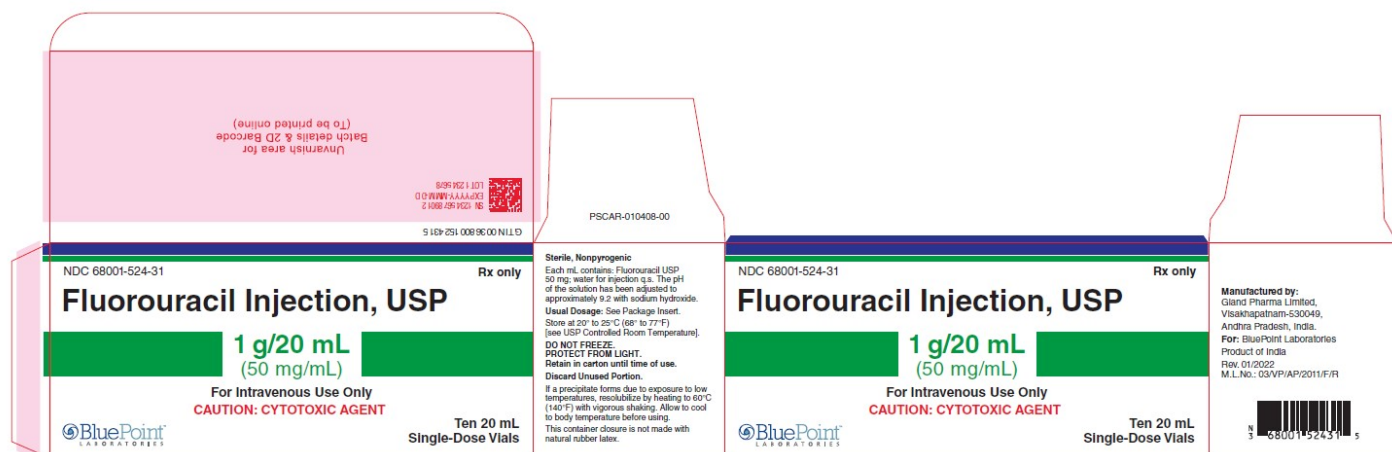 Unvarnish area for
Batch details & 2D Barcode
(To be printed online)
SN 1234 567 8901 2
EXP YYYY-MMM-D D
LOT 1 234 56/8
GTIN 00 36 800 152 431 5
NDC 68001-524-31
Rx only
Fluorouracil Injection, USP
1 g/20 mL
(50 mg/mL)
For Intravenous Use Only
CAUTION: CYTOTOXIC AGENT
BluePoint™
LABORATORIES
Ten 20 mL
Single-Dose Vials
PSCAR-010408-00
Sterile, Nonpyrogenic
Each mL contains: Fluorouracil USP
50 mg; water for injection q.s. The pH
of the solution has been adjusted to
approximately 9.2 with sodium hydroxide.
Usual Dosage: See Package Insert.
Store at 20° to 25°C (68° to 77°F)
[see USP Controlled Room Temperature].
DO NOT FREEZE.
PROTECT FROM LIGHT.
Retain in carton until time of use.
Discard Unused Portion.
If a precipitate forms due to exposure to low
temperatures, resolubilize by heating to 60°C
(140°F) with vigorous shaking. Allow to cool
to body temperature before using.
This container closure is not made with
natural rubber latex.
NDC 68001-524-31
Rx only
Fluorouracil Injection, USP
1 g/20 mL
(50 mg/mL)
For Intravenous Use Only
CAUTION: CYTOTOXIC AGENT
BluePoint™
LABORATORIES
Ten 20 mL
Single-Dose Vials
Manufactured by:
Gland Pharma Limited,
Visakhapatnam-530049,
Andhra Pradesh, India.
For: BluePoint Laboratories
Product of India
Rev. 01/2022
M.L.No.: 03/VP/AP/2011/F/R
N
3 68001 52431 5